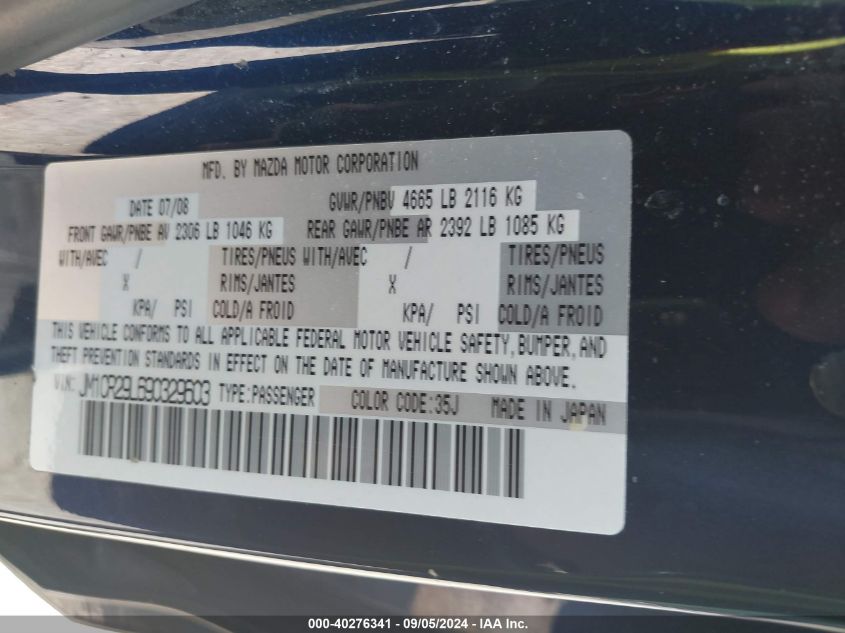 MFD. BY MAZDA MOTOR CORPORATION
DATE 07/08 GVWR/PNBV 4665 LB 2116 KG
FRONT GAWR/PNBE AV 2306 LB 1046 KG REAR GAWR/PNBE AR 2392 LB 1085 KG
WITH/AVEC / TIRES/PNEUS WITH/AVEC / TIRES/PNEUS
X RIMS/JANTES X RIMS/JANTES
KPA/ PSI COLD/A FROID KPA/ PSI COLD/A FROID
THIS VEHICLE CONFORMS TO ALL APPLICABLE FEDERAL MOTOR VEHICLE SAFETY, BUMPER, AND
THEFT PREVENTION STANDARDS IN EFFECT ON THE DATE OF MANUFACTURE SHOWN ABOVE.
VIN: JM1CR29L690329603 TYPE:PASSENGER COLOR CODE:35J MADE IN JAPAN
000-40276341 - 09/05/2024 - IAAI Inc.